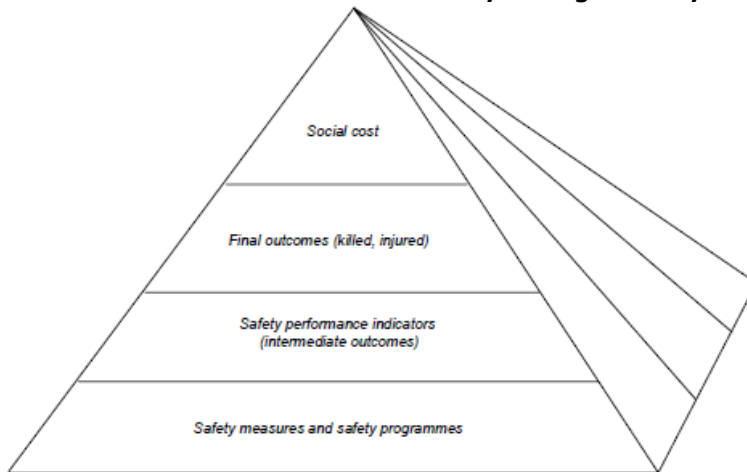 Social cost
Final outcomes (killed, injured)
Safety performance indicators
(intermediate outcomes)
Safety measures and safety programmes